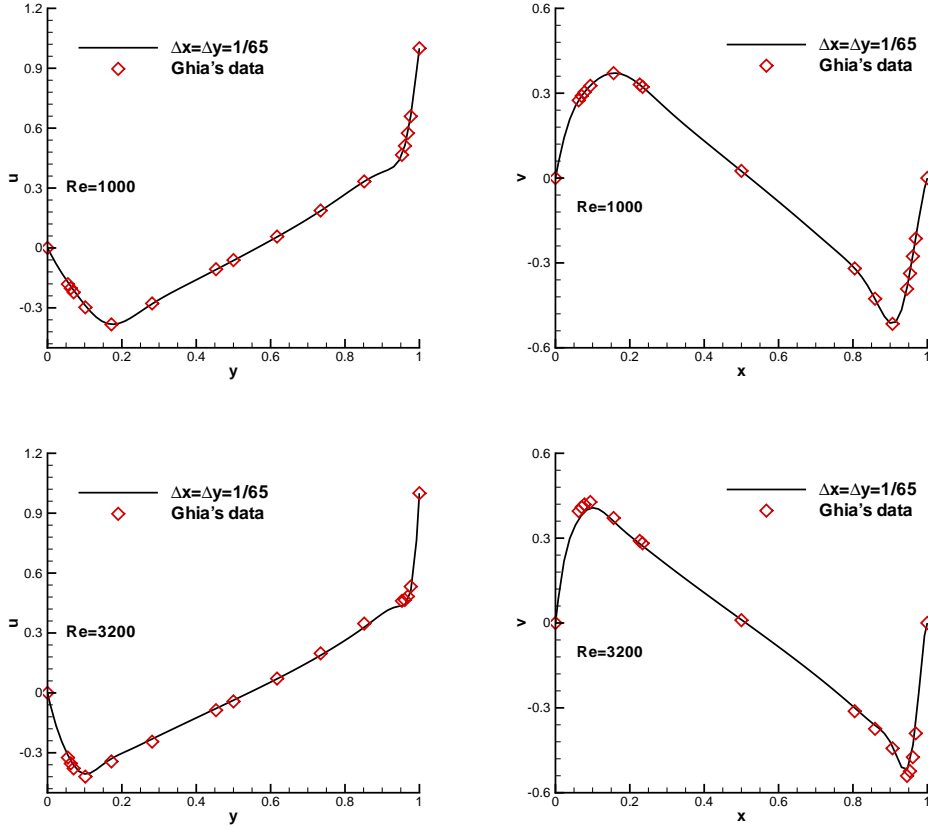 1.2
Δx=Δy=1/65
Ghia's data
0.9
0.6
u
0.3
Re=1000
0
-0.3
0 0.2 0.4 0.6 0.8 1
y
0.6
Δx=Δy=1/65
Ghia's data
0.3
v
0
Re=1000
-0.3
-0.6
0 0.2 0.4 0.6 0.8 1
x
1.2
Δx=Δy=1/65
Ghia's data
0.9
0.6
u
0.3
Re=3200
0
-0.3
0 0.2 0.4 0.6 0.8 1
y
0.6
Δx=Δy=1/65
Ghia's data
0.3
v
0
Re=3200
-0.3
-0.6
0 0.2 0.4 0.6 0.8 1
x